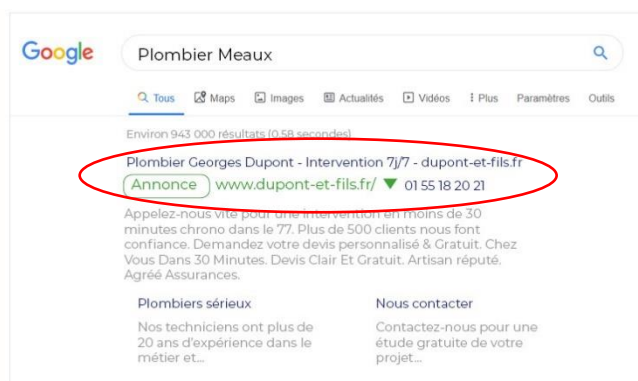 Google
Plombier Meaux
Tous Maps Images Actualités Vidéos Plus Paramètres Outils
Environ 943 000 résultats (0,58 secondes)
Plombier Georges Dupont - Intervention 7j/7 - dupont-et-fils.fr
Annonce www.dupont-et-fils.fr/ 01 55 18 20 21
Appelez-nous vite pour une intervention en moins de 30
minutes chrono dans le 77. Plus de 500 clients nous font
confiance. Demandez votre devis personnalisé & Gratuit. Chez
Vous Dans 30 Minutes. Devis Clair Et Gratuit. Artisan réputé.
Agréé Assurances.
Plombiers sérieux
Nos techniciens ont plus de
20 ans d'expérience dans le
métier et...
Nous contacter
Contactez-nous pour une
étude gratuite de votre
projet...